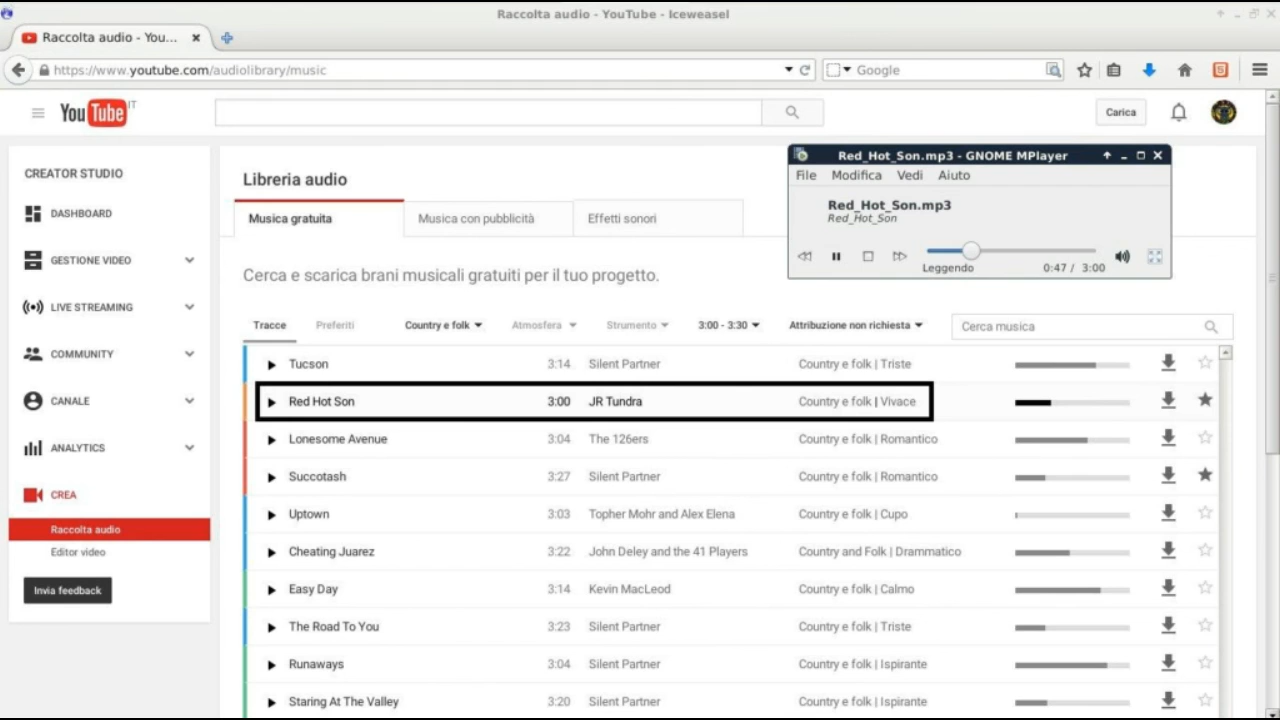 Raccolta audio - YouTube - Iceweasel
Raccolta audio - You...
https://www.youtube.com/audiolibrary/music
Google
YouTube IT
Carica
CREATOR STUDIO
DASHBOARD
GESTIONE VIDEO
LIVE STREAMING
COMMUNITY
CANALE
ANALYTICS
CREA
Raccolta audio
Editor video
Invia feedback
Libreria audio
Musica gratuita Musica con pubblicità Effetti sonori
Red_Hot_Son.mp3 - GNOME MPlayer
File Modifica Vedi Aiuto
Red_Hot_Son.mp3
Red_Hot_Son
Leggendo 0:47 / 3:00
Cerca e scarica brani musicali gratuiti per il tuo progetto.
Tracce Preferiti Country e folk Atmosfera Strumento 3:00 - 3:30 Attribuzione non richiesta Cerca musica
Tucson 3:14 Silent Partner Country e folk | Triste
Red Hot Son 3:00 JR Tundra Country e folk | Vivace
Lonesome Avenue 3:04 The 126ers Country e folk | Romantico
Succotash 3:27 Silent Partner Country e folk | Romantico
Uptown 3:03 Topher Mohr and Alex Elena Country e folk | Cupo
Cheating Juarez 3:22 John Deley and the 41 Players Country and Folk | Drammatico
Easy Day 3:14 Kevin MacLeod Country e folk | Calmo
The Road To You 3:23 Silent Partner Country e folk | Triste
Runaways 3:04 Silent Partner Country e folk | Ispirante
Staring At The Valley 3:20 Silent Partner Country e folk | Ispirante